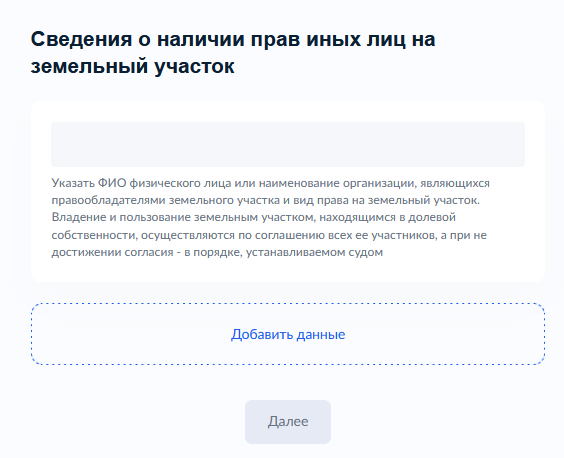 Сведения о наличии прав иных лиц на
земельный участок
Указать ФИО физического лица или наименование организации, являющихся
правообладателями земельного участка и вид права на земельный участок.
Владение и пользование земельным участком, находящимся в долевой
собственности, осуществляются по соглашению всех ее участников, а при не
достижении согласия - в порядке, устанавливаемом судом
Добавить данные
Далее